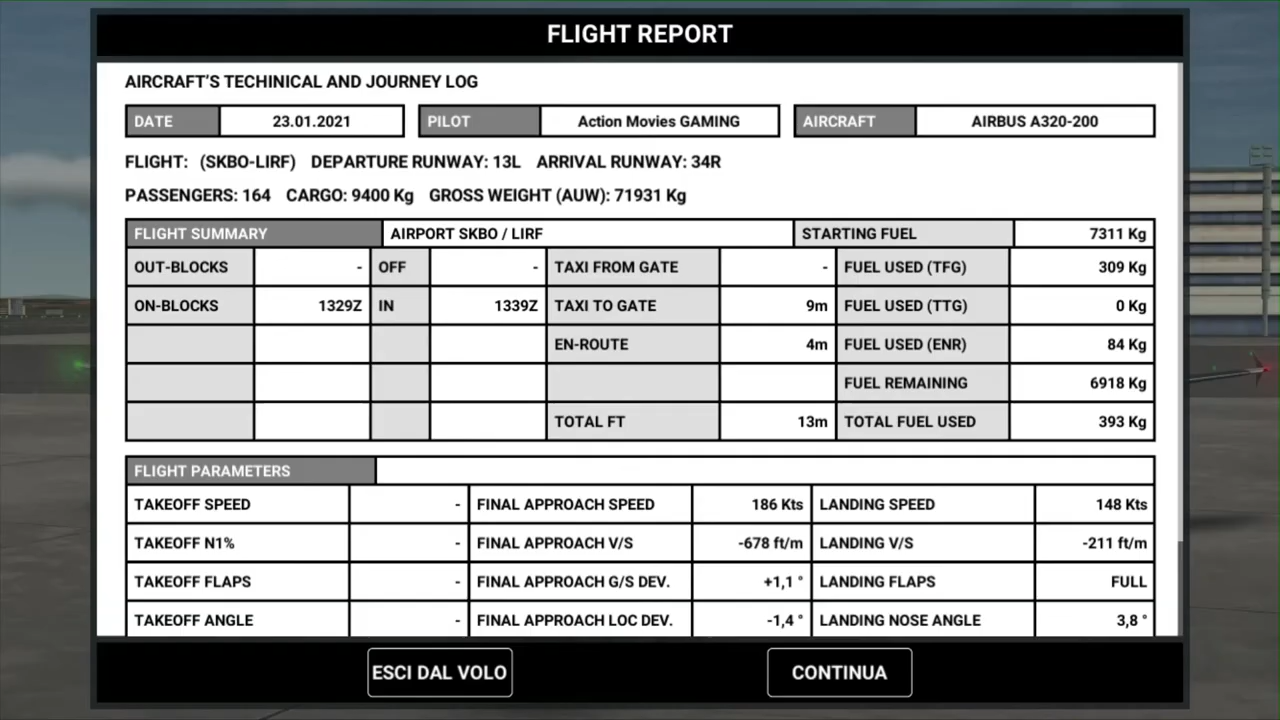 FLIGHT REPORT
AIRCRAFT'S TECHINICAL AND JOURNEY LOG
DATE 23.01.2021 PILOT Action Movies GAMING AIRCRAFT AIRBUS A320-200
FLIGHT: (SKBO-LIRF) DEPARTURE RUNWAY: 13L ARRIVAL RUNWAY: 34R
PASSENGERS: 164 CARGO: 9400 Kg GROSS WEIGHT (AUW): 71931 Kg
FLIGHT SUMMARY AIRPORT SKBO / LIRF STARTING FUEL 7311 Kg
OUT-BLOCKS - OFF - TAXI FROM GATE - FUEL USED (TFG) 309 Kg
ON-BLOCKS 1329Z IN 1339Z TAXI TO GATE 9m FUEL USED (TTG) 0 Kg
EN-ROUTE 4m FUEL USED (ENR) 84 Kg
FUEL REMAINING 6918 Kg
TOTAL FT 13m TOTAL FUEL USED 393 Kg
FLIGHT PARAMETERS
TAKEOFF SPEED - FINAL APPROACH SPEED 186 Kts LANDING SPEED 148 Kts
TAKEOFF N1% - FINAL APPROACH V/S -678 ft/m LANDING V/S -211 ft/m
TAKEOFF FLAPS - FINAL APPROACH G/S DEV. +1,1 ° LANDING FLAPS FULL
TAKEOFF ANGLE - FINAL APPROACH LOC DEV. -1,4 ° LANDING NOSE ANGLE 3,8 °
ESCI DAL VOLO CONTINUA